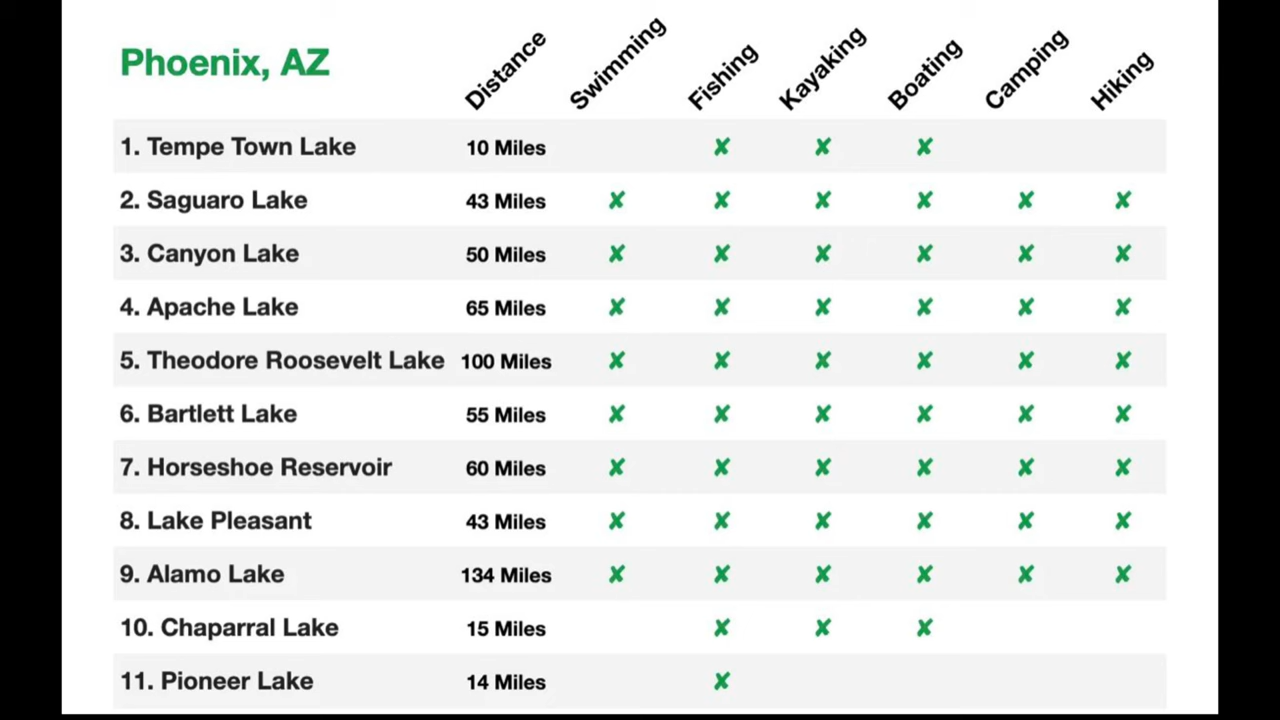 Phoenix, AZ Distance Swimming Fishing Kayaking Boating Camping Hiking
1. Tempe Town Lake 10 Miles ✘ ✘ ✘
2. Saguaro Lake 43 Miles ✘ ✘ ✘ ✘ ✘ ✘
3. Canyon Lake 50 Miles ✘ ✘ ✘ ✘ ✘ ✘
4. Apache Lake 65 Miles ✘ ✘ ✘ ✘ ✘ ✘
5. Theodore Roosevelt Lake 100 Miles ✘ ✘ ✘ ✘ ✘ ✘
6. Bartlett Lake 55 Miles ✘ ✘ ✘ ✘ ✘ ✘
7. Horseshoe Reservoir 60 Miles ✘ ✘ ✘ ✘ ✘ ✘
8. Lake Pleasant 43 Miles ✘ ✘ ✘ ✘ ✘ ✘
9. Alamo Lake 134 Miles ✘ ✘ ✘ ✘ ✘ ✘
10. Chaparral Lake 15 Miles ✘ ✘ ✘
11. Pioneer Lake 14 Miles ✘